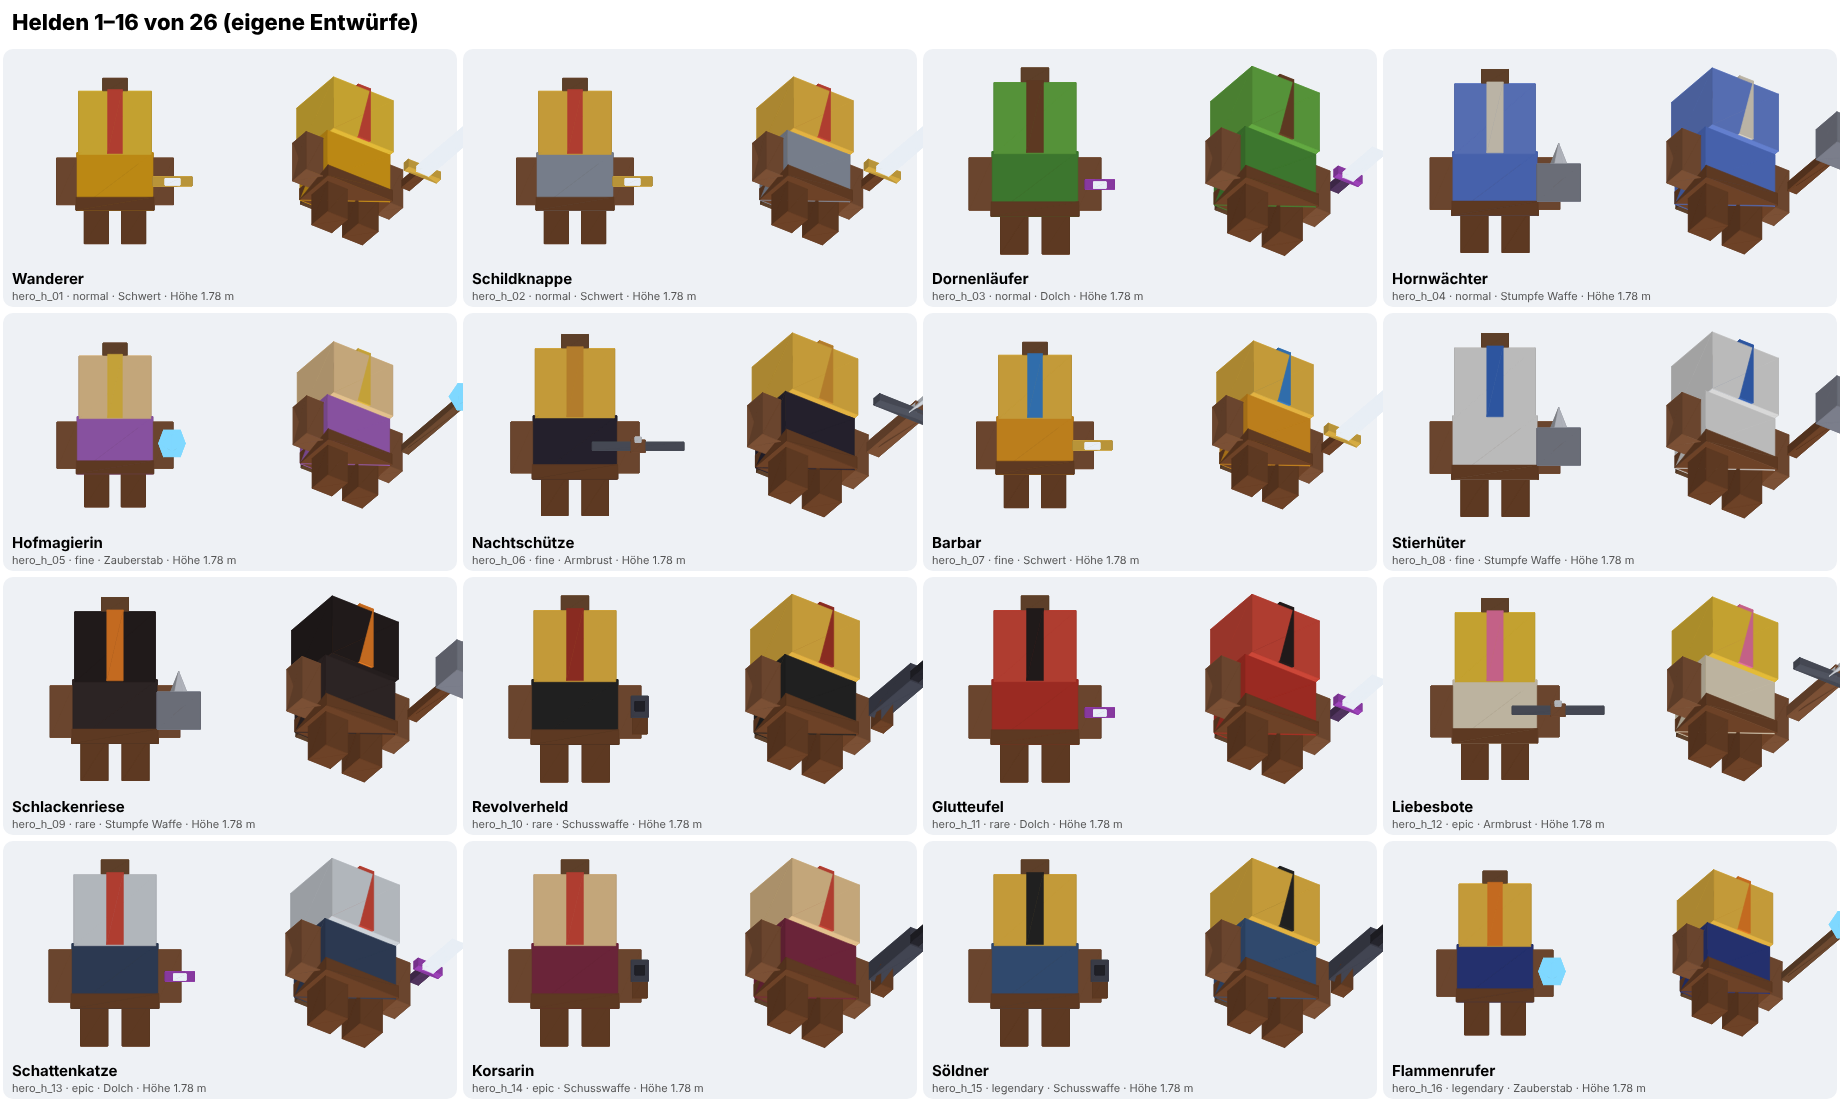 Helden 1–16 von 26 (eigene Entwürfe)
Wanderer
hero_h_01 · normal · Schwert · Höhe 1.78 m
Schildknappe
hero_h_02 · normal · Schwert · Höhe 1.78 m
Dornenläufer
hero_h_03 · normal · Dolch · Höhe 1.78 m
Hornwächter
hero_h_04 · normal · Stumpfe Waffe · Höhe 1.78 m
Hofmagierin
hero_h_05 · fine · Zauberstab · Höhe 1.78 m
Nachtschütze
hero_h_06 · fine · Armbrust · Höhe 1.78 m
Barbar
hero_h_07 · fine · Schwert · Höhe 1.78 m
Stierhüter
hero_h_08 · fine · Stumpfe Waffe · Höhe 1.78 m
Schlackenriese
hero_h_09 · rare · Stumpfe Waffe · Höhe 1.78 m
Revolverheld
hero_h_10 · rare · Schusswaffe · Höhe 1.78 m
Glutteufel
hero_h_11 · rare · Dolch · Höhe 1.78 m
Liebesbote
hero_h_12 · epic · Armbrust · Höhe 1.78 m
Schattenkatze
hero_h_13 · epic · Dolch · Höhe 1.78 m
Korsarin
hero_h_14 · epic · Schusswaffe · Höhe 1.78 m
Söldner
hero_h_15 · legendary · Schusswaffe · Höhe 1.78 m
Flammenrufer
hero_h_16 · legendary · Zauberstab · Höhe 1.78 m